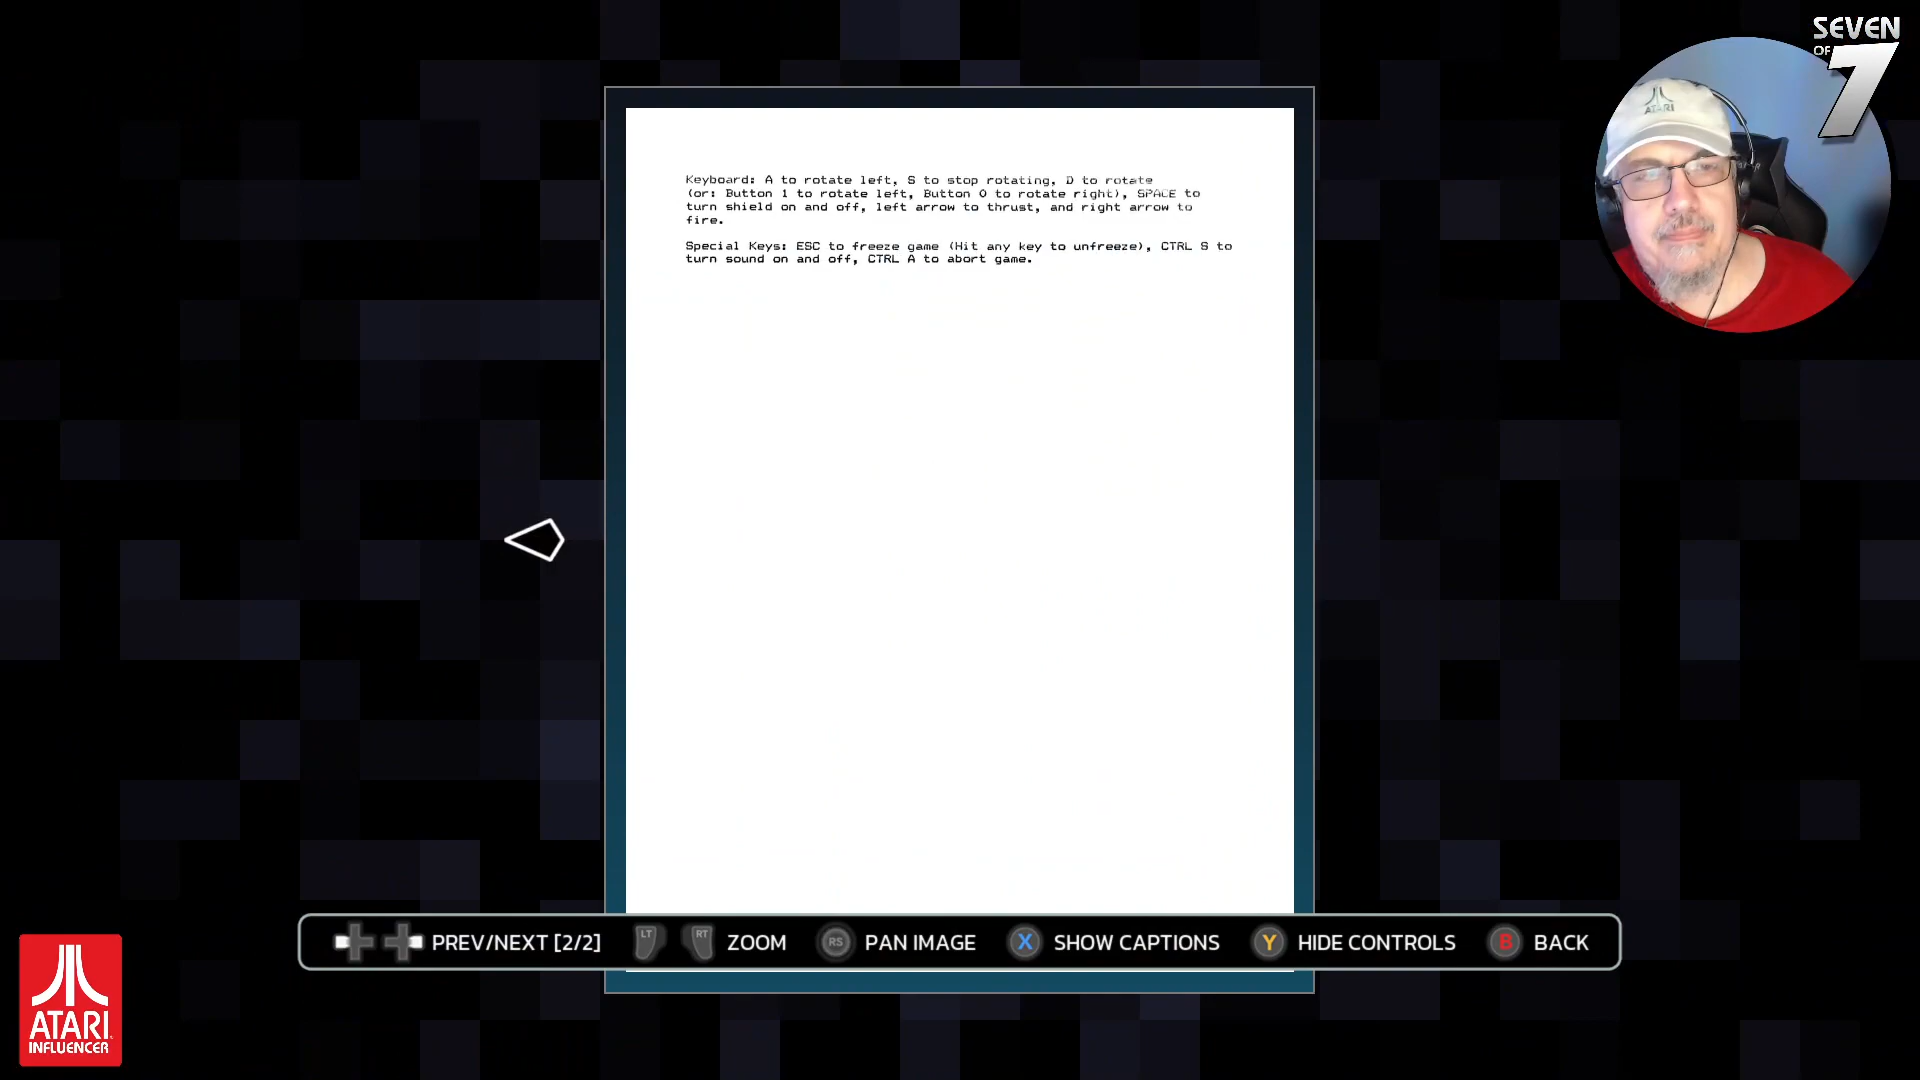 SEVEN
OF
7
ATARI
Keyboard: A to rotate left, S to stop rotating, D to rotate
(or: Button 1 to rotate left, Button 0 to rotate right), SPACE to
turn shield on and off, left arrow to thrust, and right arrow to
fire.
Special Keys: ESC to freeze game (Hit any key to unfreeze), CTRL S to
turn sound on and off, CTRL A to abort game.
PREV/NEXT [2/2] LT RT ZOOM RS PAN IMAGE X SHOW CAPTIONS Y HIDE CONTROLS B BACK
ATARI
INFLUENCER